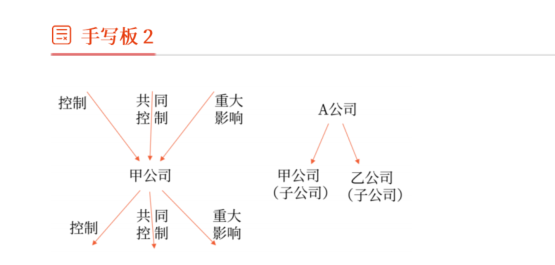 手写板 2
控制
共 同
控 制
重大
影响
A公司
甲公司
甲公司
（子公司）
乙公司
（子公司）
控制
共 同
控 制
重大
影响